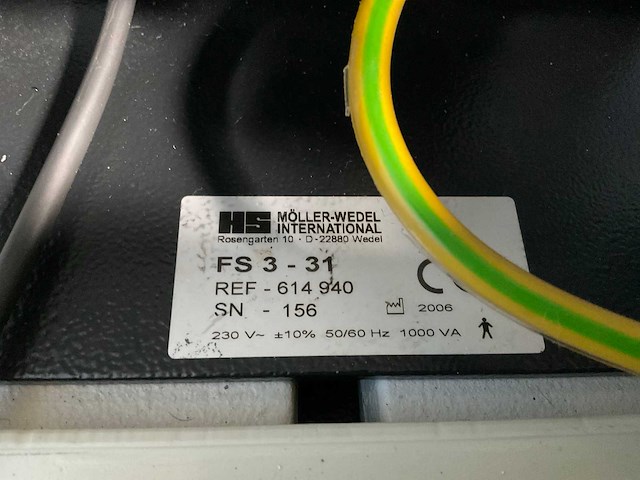 HS MÖLLER-WEDEL
INTERNATIONAL
Rosengarten 10 · D-22880 Wedel
FS 3 - 31
REF - 614 940
SN - 156
2006
230 V~ ±10% 50/60 Hz 1000 VA